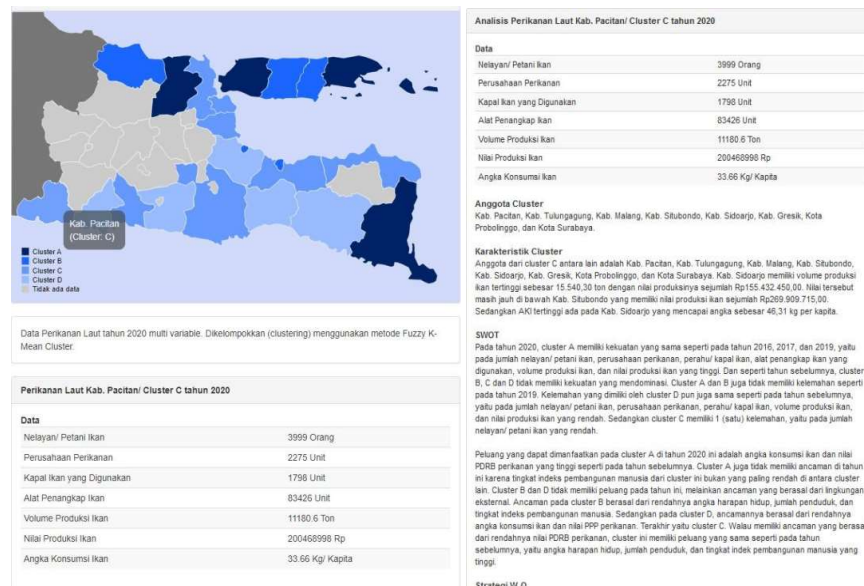 Kab. Pacitan
(Cluster: C)
Cluster A
Cluster B
Cluster C
Cluster D
Tidak ada data
Data Perikanan Laut tahun 2020 multi variable. Dikelompokkan (clustering) menggunakan metode Fuzzy K-
Mean Cluster.
Perikanan Laut Kab. Pacitan/ Cluster C tahun 2020
Data
Nelayan/ Petani Ikan 3999 Orang
Perusahaan Perikanan 2275 Unit
Kapal Ikan yang Digunakan 1798 Unit
Alat Penangkap Ikan 83426 Unit
Volume Produksi Ikan 11180.6 Ton
Nilai Produksi Ikan 200468998 Rp
Angka Konsumsi Ikan 33.66 Kg/ Kapita
Analisis Perikanan Laut Kab. Pacitan/ Cluster C tahun 2020
Data
Nelayan/ Petani Ikan 3999 Orang
Perusahaan Perikanan 2275 Unit
Kapal Ikan yang Digunakan 1798 Unit
Alat Penangkap Ikan 83426 Unit
Volume Produksi Ikan 11180.6 Ton
Nilai Produksi Ikan 200468998 Rp
Angka Konsumsi Ikan 33.66 Kg/ Kapita
Anggota Cluster
Kab. Pacitan, Kab. Tulungagung, Kab. Malang, Kab. Situbondo, Kab. Sidoarjo, Kab. Gresik, Kota
Probolinggo, dan Kota Surabaya.
Karakteristik Cluster
Anggota dari cluster C antara lain adalah Kab. Pacitan, Kab. Tulungagung, Kab. Malang, Kab. Situbondo,
Kab. Sidoarjo, Kab. Gresik, Kota Probolinggo, dan Kota Surabaya. Kab. Sidoarjo memiliki volume produksi
ikan tertinggi sebesar 15.540,30 ton dengan nilai produksinya sejumlah Rp155.432.450,00. Nilai tersebut
masih jauh di bawah Kab. Situbondo yang memiliki nilai produksi ikan sejumlah Rp269.909.715,00.
Sedangkan AKI tertinggi ada pada Kab. Sidoarjo yang mencapai angka sebesar 46,31 kg per kapita.
SWOT
Pada tahun 2020, cluster A memiliki kekuatan yang sama seperti pada tahun 2016, 2017, dan 2019, yaitu
pada jumlah nelayan/ petani ikan, perusahaan perikanan, perahu/ kapal ikan, alat penangkap ikan yang
digunakan, volume produksi ikan, dan nilai produksi ikan yang tinggi. Dan seperti tahun sebelumnya, cluster
B, C dan D tidak memiliki kekuatan yang mendominasi. Cluster A dan B juga tidak memiliki kelemahan seperti
pada tahun 2019. Kelemahan yang dimiliki oleh cluster D pun juga sama seperti pada tahun sebelumnya,
yaitu pada jumlah nelayan/ petani ikan, perusahaan perikanan, perahu/ kapal ikan, volume produksi ikan,
dan nilai produksi ikan yang rendah. Sedangkan cluster C memiliki 1 (satu) kelemahan, yaitu pada jumlah
nelayan/ petani ikan yang rendah.
Peluang yang dapat dimanfaatkan pada cluster A di tahun 2020 ini adalah angka konsumsi ikan dan nilai
PDRB perikanan yang tinggi seperti pada tahun sebelumnya. Cluster A juga tidak memiliki ancaman di tahun
ini karena tingkat indeks pembangunan manusia dari cluster ini bukan yang paling rendah di antara cluster
lain. Cluster B dan D tidak memiliki peluang pada tahun ini, melainkan ancaman yang berasal dari lingkungan
eksternal. Ancaman pada cluster B berasal dari rendahnya angka harapan hidup, jumlah penduduk, dan
tingkat indeks pembangunan manusia. Sedangkan pada cluster D, ancamannya berasal dari rendahnya
angka konsumsi ikan dan nilai PPP perikanan. Terakhir yaitu cluster C. Walau memiliki ancaman yang berasa
dari rendahnya nilai PDRB perikanan, cluster ini memiliki peluang yang sama seperti pada tahun
sebelumnya, yaitu angka harapan hidup, jumlah penduduk, dan tingkat indek pembangunan manusia yang
tinggi.
Strategi W-O